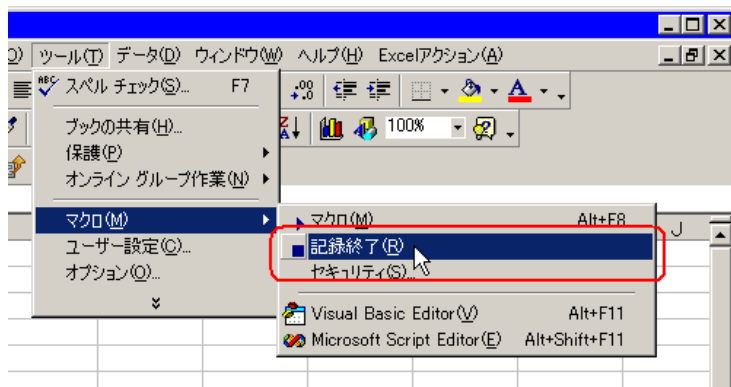 ツール(T) データ(D) ウィンドウ(W) ヘルプ(H) Excelアクション(A)
ABC スペル チェック(S)... F7
ブックの共有(H)...
100%
保護(P)
オンライン グループ作業(N)
マクロ(M)
マクロ(M) Alt+F8
J
ユーザー設定(C)...
記録終了(R)
オプション(O)...
セキュリティ(S)...
Visual Basic Editor(V) Alt+F11
Microsoft Script Editor(E) Alt+Shift+F11